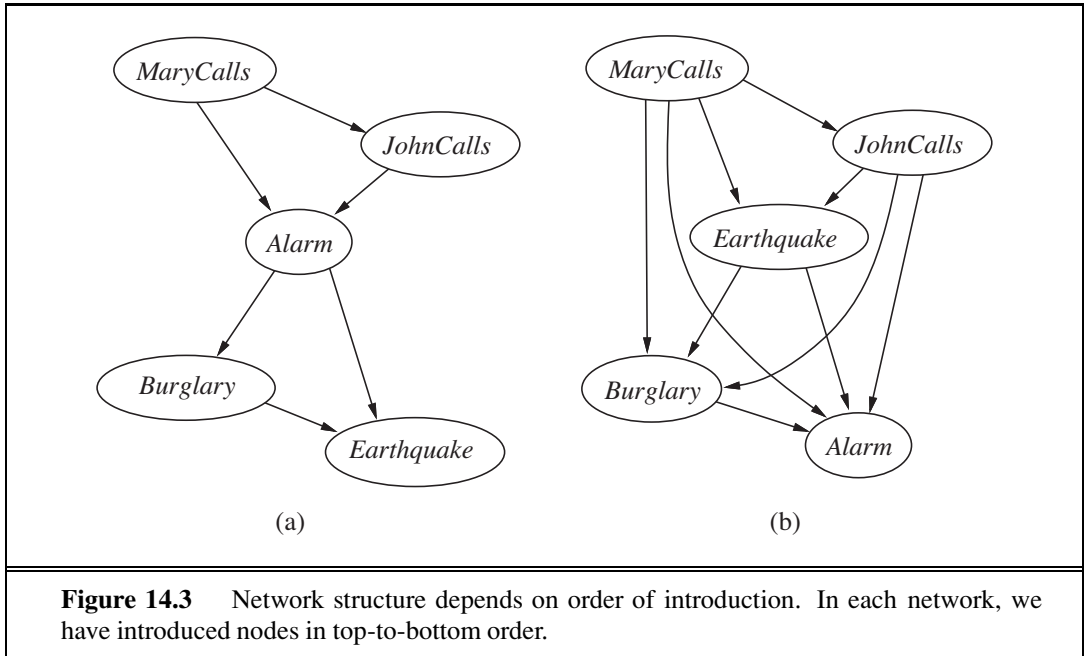 MaryCalls
JohnCalls
Alarm
Burglary
Earthquake
(a)
MaryCalls
JohnCalls
Earthquake
Burglary
Alarm
(b)
Figure 14.3 Network structure depends on order of introduction. In each network, we
have introduced nodes in top-to-bottom order.